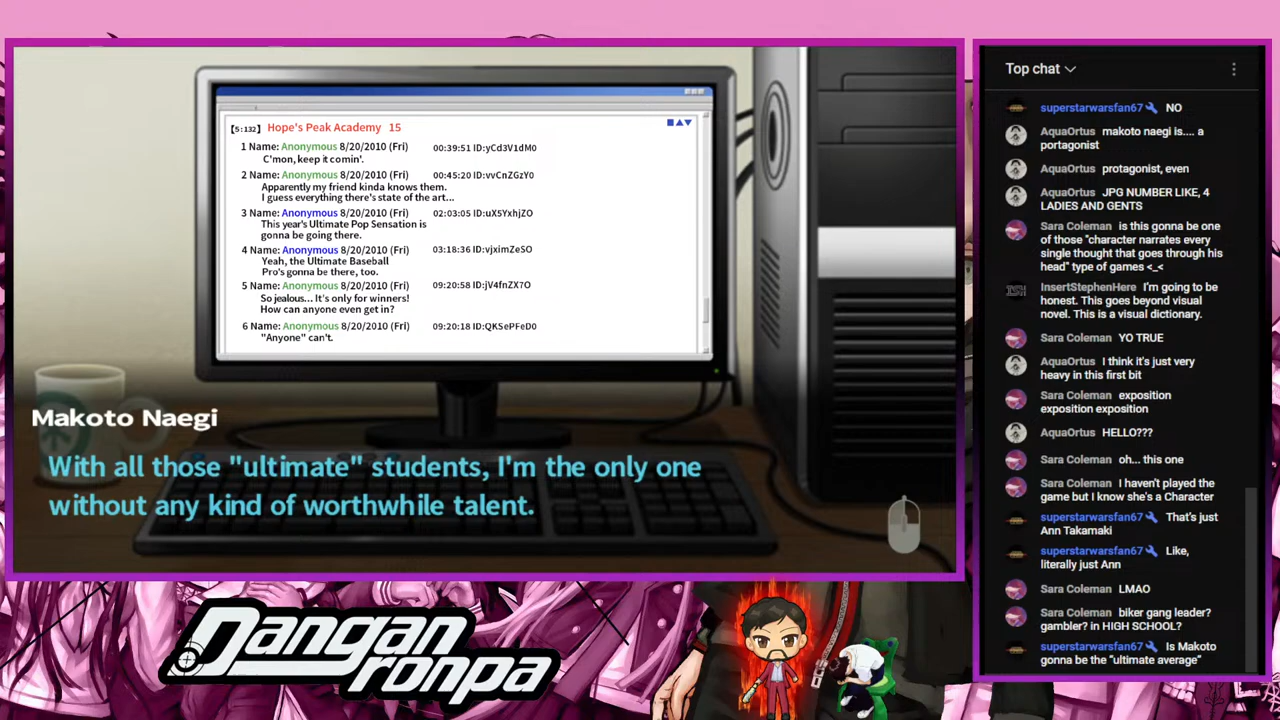 【5:132】 Hope's Peak Academy 15
1 Name: Anonymous 8/20/2010 (Fri) 00:39:51 ID:yCd3V1dM0
C'mon, keep it comin'.
2 Name: Anonymous 8/20/2010 (Fri) 00:45:20 ID:vvCnZGzY0
Apparently my friend kinda knows them.
I guess everything there's state of the art...
3 Name: Anonymous 8/20/2010 (Fri) 02:03:05 ID:uX5YxhjZO
This year's Ultimate Pop Sensation is
gonna be going there.
4 Name: Anonymous 8/20/2010 (Fri) 03:18:36 ID:vjximZeSO
Yeah, the Ultimate Baseball
Pro's gonna be there, too.
5 Name: Anonymous 8/20/2010 (Fri) 09:20:58 ID:jV4fnZX7O
So jealous... It's only for winners!
How can anyone even get in?
6 Name: Anonymous 8/20/2010 (Fri) 09:20:18 ID:QKSePFeD0
"Anyone" can't.
Makoto Naegi
With all those "ultimate" students, I'm the only one
without any kind of worthwhile talent.
Dangan
ronpa
Top chat
superstarwarsfan67 NO
AquaOrtus makoto naegi is.... a
portagonist
AquaOrtus protagonist, even
AquaOrtus JPG NUMBER LIKE, 4
LADIES AND GENTS
Sara Coleman is this gonna be one
of those "character narrates every
single thought that goes through his
head" type of games <_<
InsertStephenHere I'm going to be
honest. This goes beyond visual
novel. This is a visual dictionary.
Sara Coleman YO TRUE
AquaOrtus I think it's just very
heavy in this first bit
Sara Coleman exposition
exposition exposition
AquaOrtus HELLO???
Sara Coleman oh... this one
Sara Coleman I haven't played the
game but I know she's a Character
superstarwarsfan67 That's just
Ann Takamaki
superstarwarsfan67 Like,
literally just Ann
Sara Coleman LMAO
Sara Coleman biker gang leader?
gambler? in HIGH SCHOOL?
superstarwarsfan67 Is Makoto
gonna be the "ultimate average"